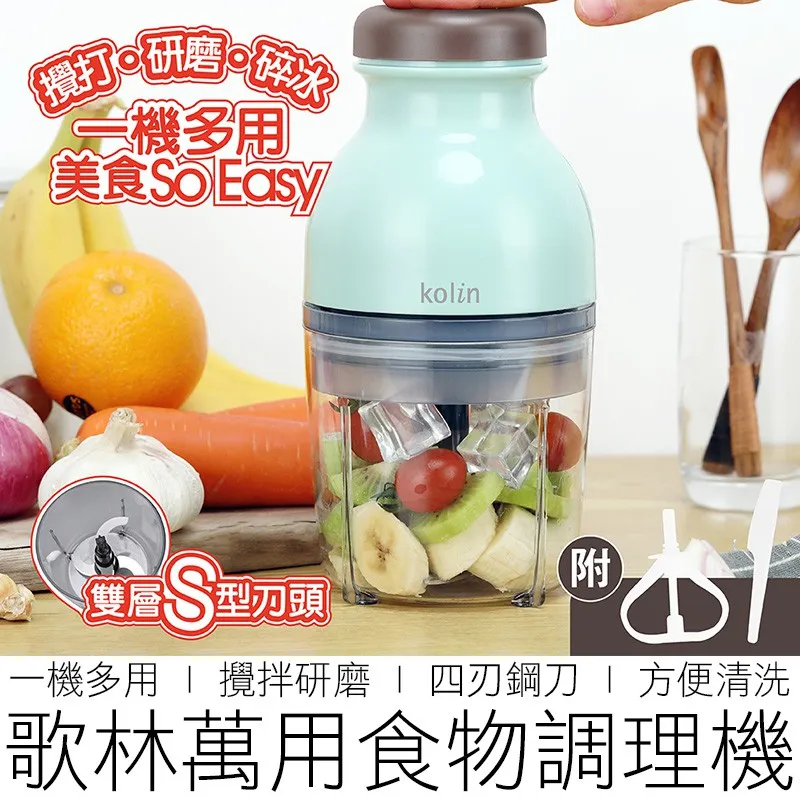 攪打・研磨・碎冰
一機多用
美食So Easy
kolin
雙層S型刃頭
附
一機多用 | 攪拌研磨 | 四刃鋼刀 | 方便清洗
歌林萬用食物調理機